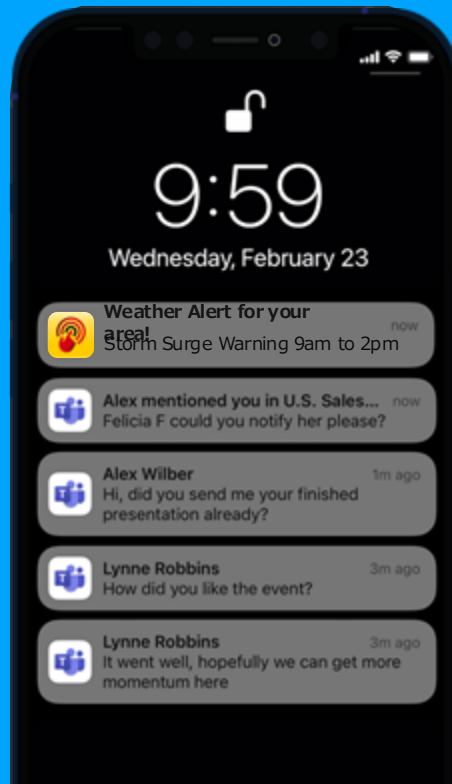 9:59
Wednesday, February 23
Weather Alert for your
area!
now
Storm Surge Warning 9am to 2pm
Alex mentioned you in U.S. Sales... now
Felicia F could you notify her please?
Alex Wilber 1m ago
Hi, did you send me your finished
presentation already?
Lynne Robbins 3m ago
How did you like the event?
Lynne Robbins 3m ago
It went well, hopefully we can get more
momentum here